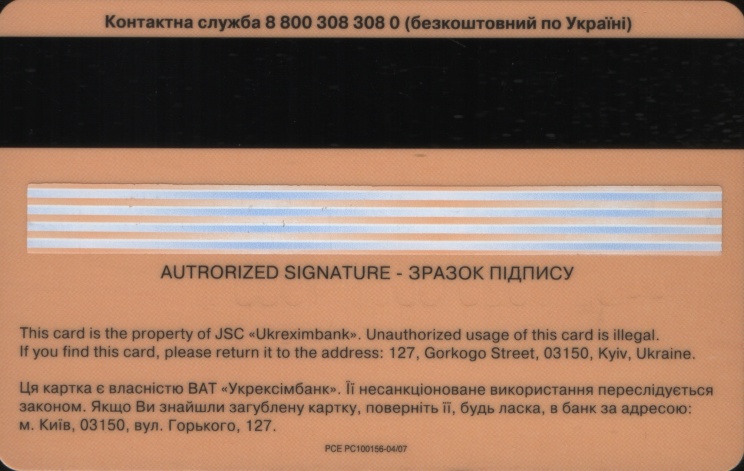 Контактна служба 8 800 308 308 0 (безкоштовний по Україні)
AUTRORIZED SIGNATURE - ЗРАЗОК ПІДПИСУ
This card is the property of JSC «Ukreximbank». Unauthorized usage of this card is illegal.
If you find this card, please return it to the address: 127, Gorkogo Street, 03150, Kyiv, Ukraine.
Ця картка є власністю ВАТ «Укрексімбанк». Її несанкціоноване використання переслідується
законом. Якщо Ви знайшли загублену картку, поверніть її, будь ласка, в банк за адресою:
м. Київ, 03150, вул. Горького, 127.
PCE PC100156-04/07